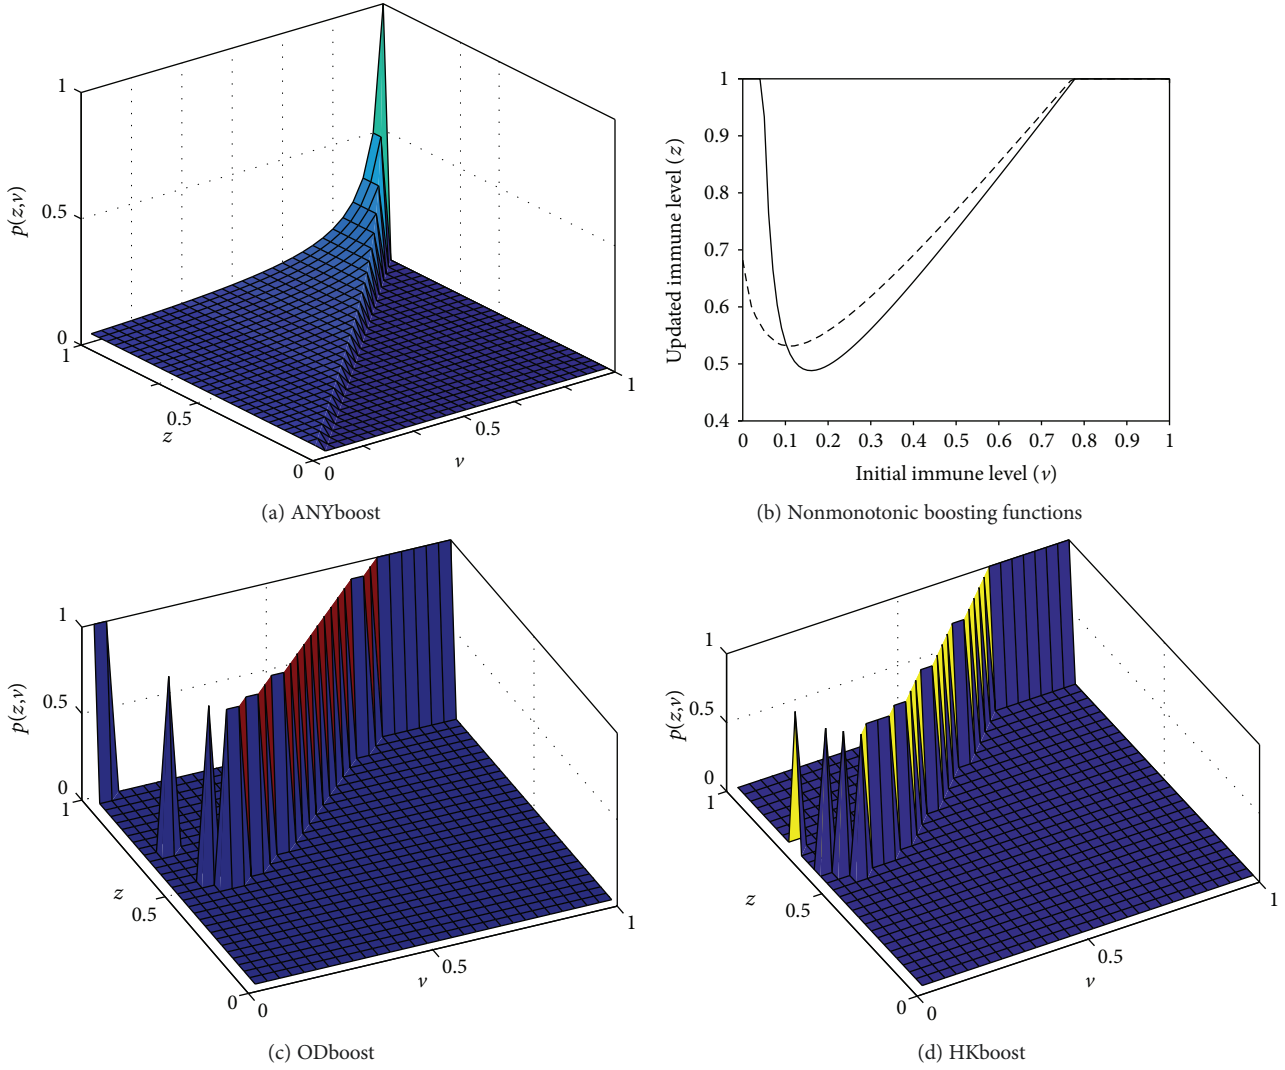 1
0.5
0
p(z,v)
1
0.5
0
z
0
0.5
1
v
(a) ANYboost
1
0.9
0.8
0.7
0.6
0.5
0.4
Updated immune level (z)
0 0.1 0.2 0.3 0.4 0.5 0.6 0.7 0.8 0.9 1
Initial immune level (v)
(b) Nonmonotonic boosting functions
1
0.5
0
p(z,v)
1
0.5
0
z
0
0.5
1
v
(c) ODboost
1
0.5
0
p(z,v)
1
0.5
0
z
0
0.5
1
v
(d) HKboost